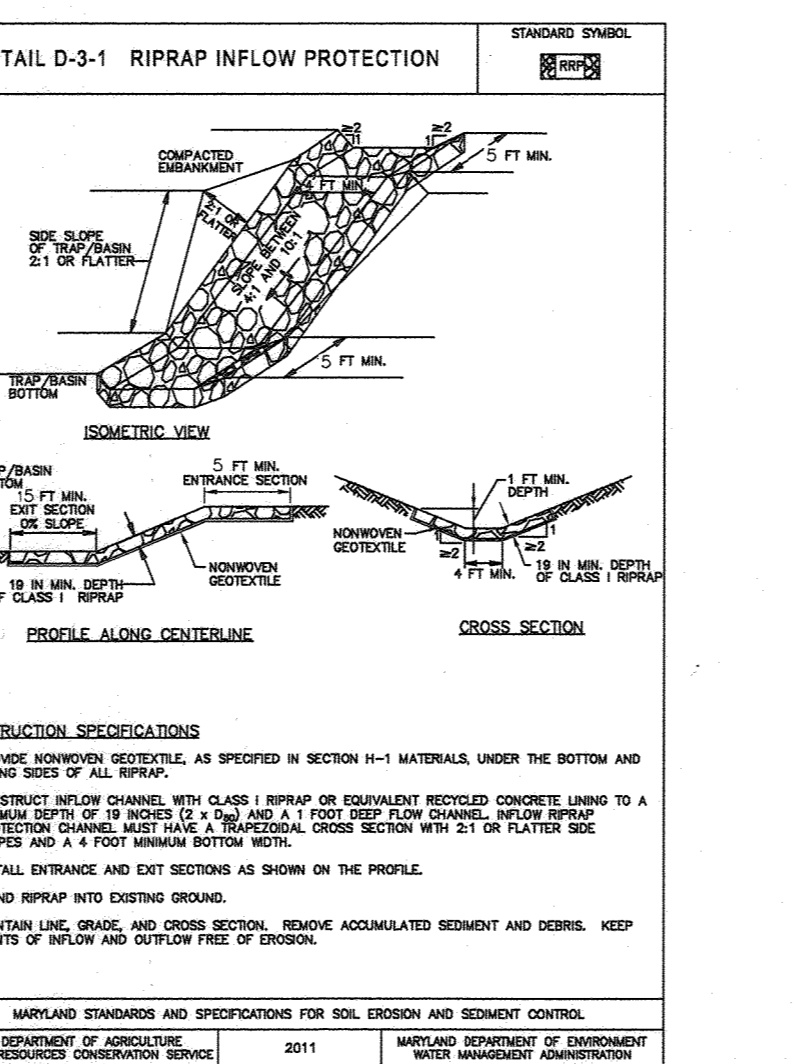 TAIL D-3-1 RIPRAP INFLOW PROTECTION
STANDARD SYMBOL
RRP
≥2
1
≥2
1
5 FT MIN.
COMPACTED
EMBANKMENT
4 FT MIN.
2:1 OR
FLATTER
SLOPE BETWEEN
4:1 AND 10:1
SIDE SLOPE
OF TRAP/BASIN
2:1 OR FLATTER
5 FT MIN.
TRAP/BASIN
BOTTOM
ISOMETRIC VIEW
P/BASIN
TOM
15 FT MIN.
EXIT SECTION
0% SLOPE
5 FT MIN.
ENTRANCE SECTION
NONWOVEN
GEOTEXTILE
19 IN MIN. DEPTH
F CLASS I RIPRAP
PROFILE ALONG CENTERLINE
1 FT MIN.
DEPTH
NONWOVEN
GEOTEXTILE
1
≥2
1
≥2
4 FT MIN.
19 IN MIN. DEPTH
OF CLASS I RIPRAP
CROSS SECTION
RUCTION SPECIFICATIONS
VIDE NONWOVEN GEOTEXTILE, AS SPECIFIED IN SECTION H-1 MATERIALS, UNDER THE BOTTOM AND
NG SIDES OF ALL RIPRAP.
STRUCT INFLOW CHANNEL WITH CLASS I RIPRAP OR EQUIVALENT RECYCLED CONCRETE LINING TO A
MUM DEPTH OF 19 INCHES (2 x D50) AND A 1 FOOT DEEP FLOW CHANNEL. INFLOW RIPRAP
TECTION CHANNEL MUST HAVE A TRAPEZOIDAL CROSS SECTION WITH 2:1 OR FLATTER SIDE
PES AND A 4 FOOT MINIMUM BOTTOM WIDTH.
TALL ENTRANCE AND EXIT SECTIONS AS SHOWN ON THE PROFILE.
ND RIPRAP INTO EXISTING GROUND.
NTAIN LINE, GRADE, AND CROSS SECTION. REMOVE ACCUMULATED SEDIMENT AND DEBRIS. KEEP
NTS OF INFLOW AND OUTFLOW FREE OF EROSION.
MARYLAND STANDARDS AND SPECIFICATIONS FOR SOIL EROSION AND SEDIMENT CONTROL
DEPARTMENT OF AGRICULTURE
RESOURCES CONSERVATION SERVICE
2011
MARYLAND DEPARTMENT OF ENVIRONMENT
WATER MANAGEMENT ADMINISTRATION